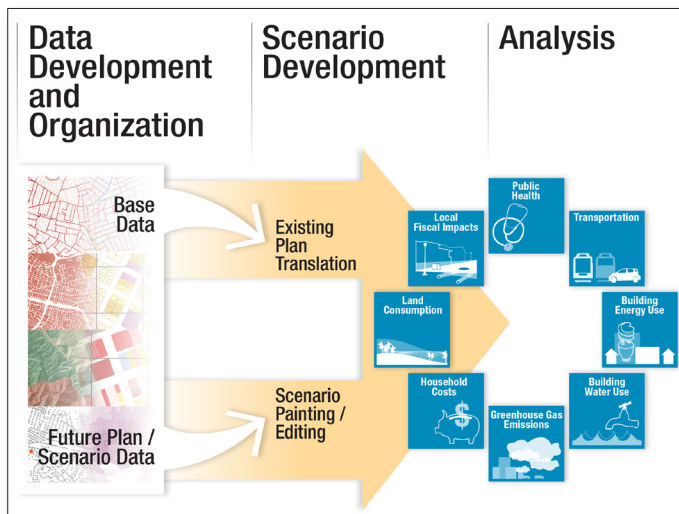 Data
Development
and
Organization
Scenario
Development
Analysis
Base
Data
Future Plan /
Scenario Data
Existing
Plan
Translation
Scenario
Painting /
Editing
Public
Health
Local
Fiscal Impacts
Transportation
Land
Consumption
Building
Energy Use
Household
Costs
Building
Water Use
Greenhouse Gas
Emissions